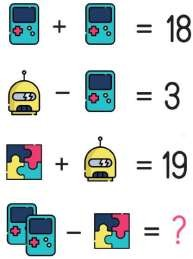 + = 18
- = 3
+ = 19
- = ?